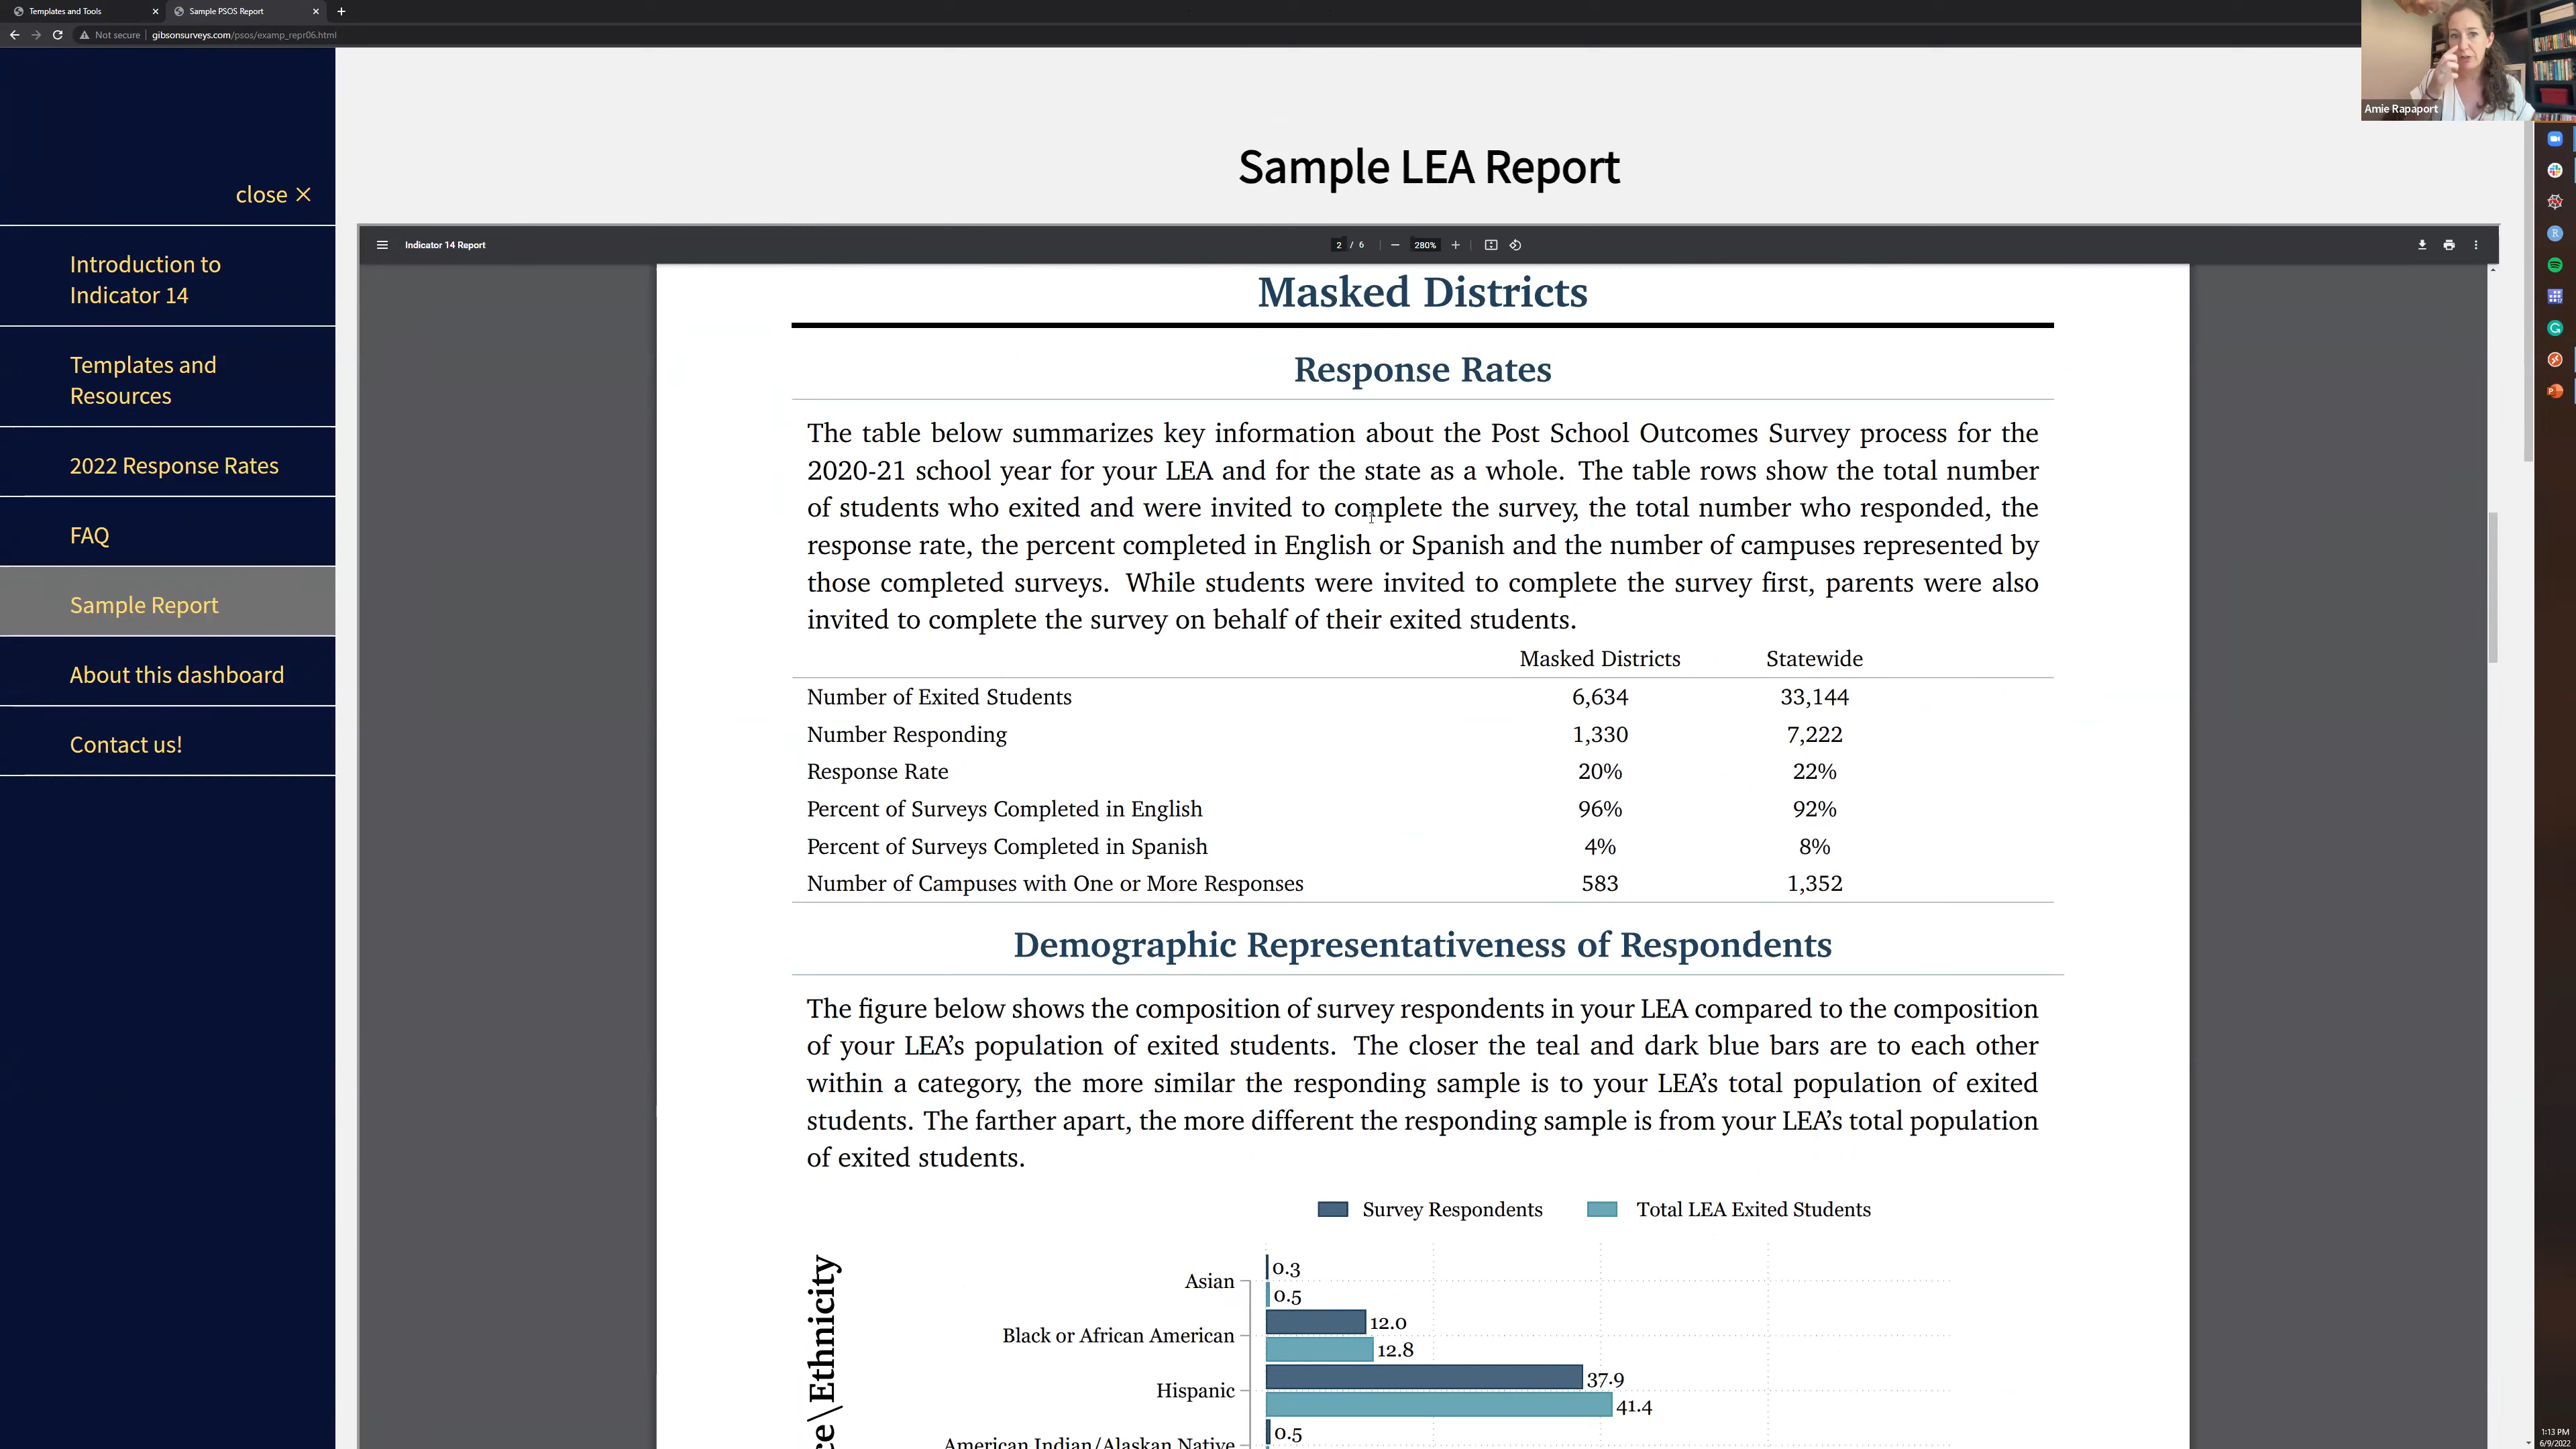 Templates and Tools
Sample PSOS Report
Not secure
gibsonsurveys.com/psos/examp_repr06.html
Amie Rapaport
close ×
Introduction to
Indicator 14
Templates and
Resources
2022 Response Rates
FAQ
Sample Report
About this dashboard
Contact us!
Sample LEA Report
Indicator 14 Report
2 / 6
280%
Masked Districts
Response Rates
The table below summarizes key information about the Post School Outcomes Survey process for the
2020-21 school year for your LEA and for the state as a whole. The table rows show the total number
of students who exited and were invited to complete the survey, the total number who responded, the
response rate, the percent completed in English or Spanish and the number of campuses represented by
those completed surveys. While students were invited to complete the survey first, parents were also
invited to complete the survey on behalf of their exited students.
Masked Districts Statewide
Number of Exited Students 6,634 33,144
Number Responding 1,330 7,222
Response Rate 20% 22%
Percent of Surveys Completed in English 96% 92%
Percent of Surveys Completed in Spanish 4% 8%
Number of Campuses with One or More Responses 583 1,352
Demographic Representativeness of Respondents
The figure below shows the composition of survey respondents in your LEA compared to the composition
of your LEA's population of exited students. The closer the teal and dark blue bars are to each other
within a category, the more similar the responding sample is to your LEA's total population of exited
students. The farther apart, the more different the responding sample is from your LEA's total population
of exited students.
Survey Respondents Total LEA Exited Students
ce\Ethnicity
Asian
0.3
0.5
Black or African American
12.0
12.8
Hispanic
37.9
41.4
American Indian/Alaskan Native
0.5
1:13 PM
6/9/2022